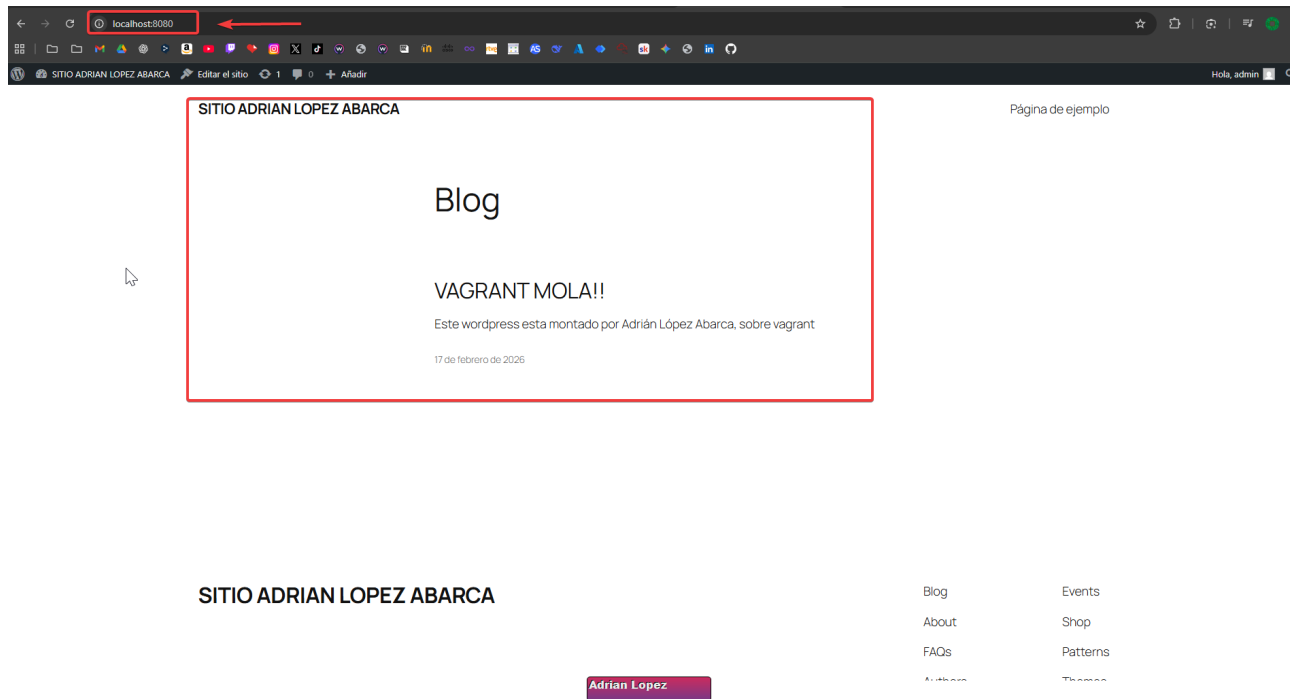 localhost:8080
SITIO ADRIAN LOPEZ ABARCA Editar el sitio 1 0 Añadir Hola, admin
SITIO ADRIAN LOPEZ ABARCA Página de ejemplo
Blog
VAGRANT MOLA!!
Este wordpress esta montado por Adrián López Abarca, sobre vagrant
17 de febrero de 2026
SITIO ADRIAN LOPEZ ABARCA
Blog Events
About Shop
FAQs Patterns
Authors Themes
Adrian Lopez